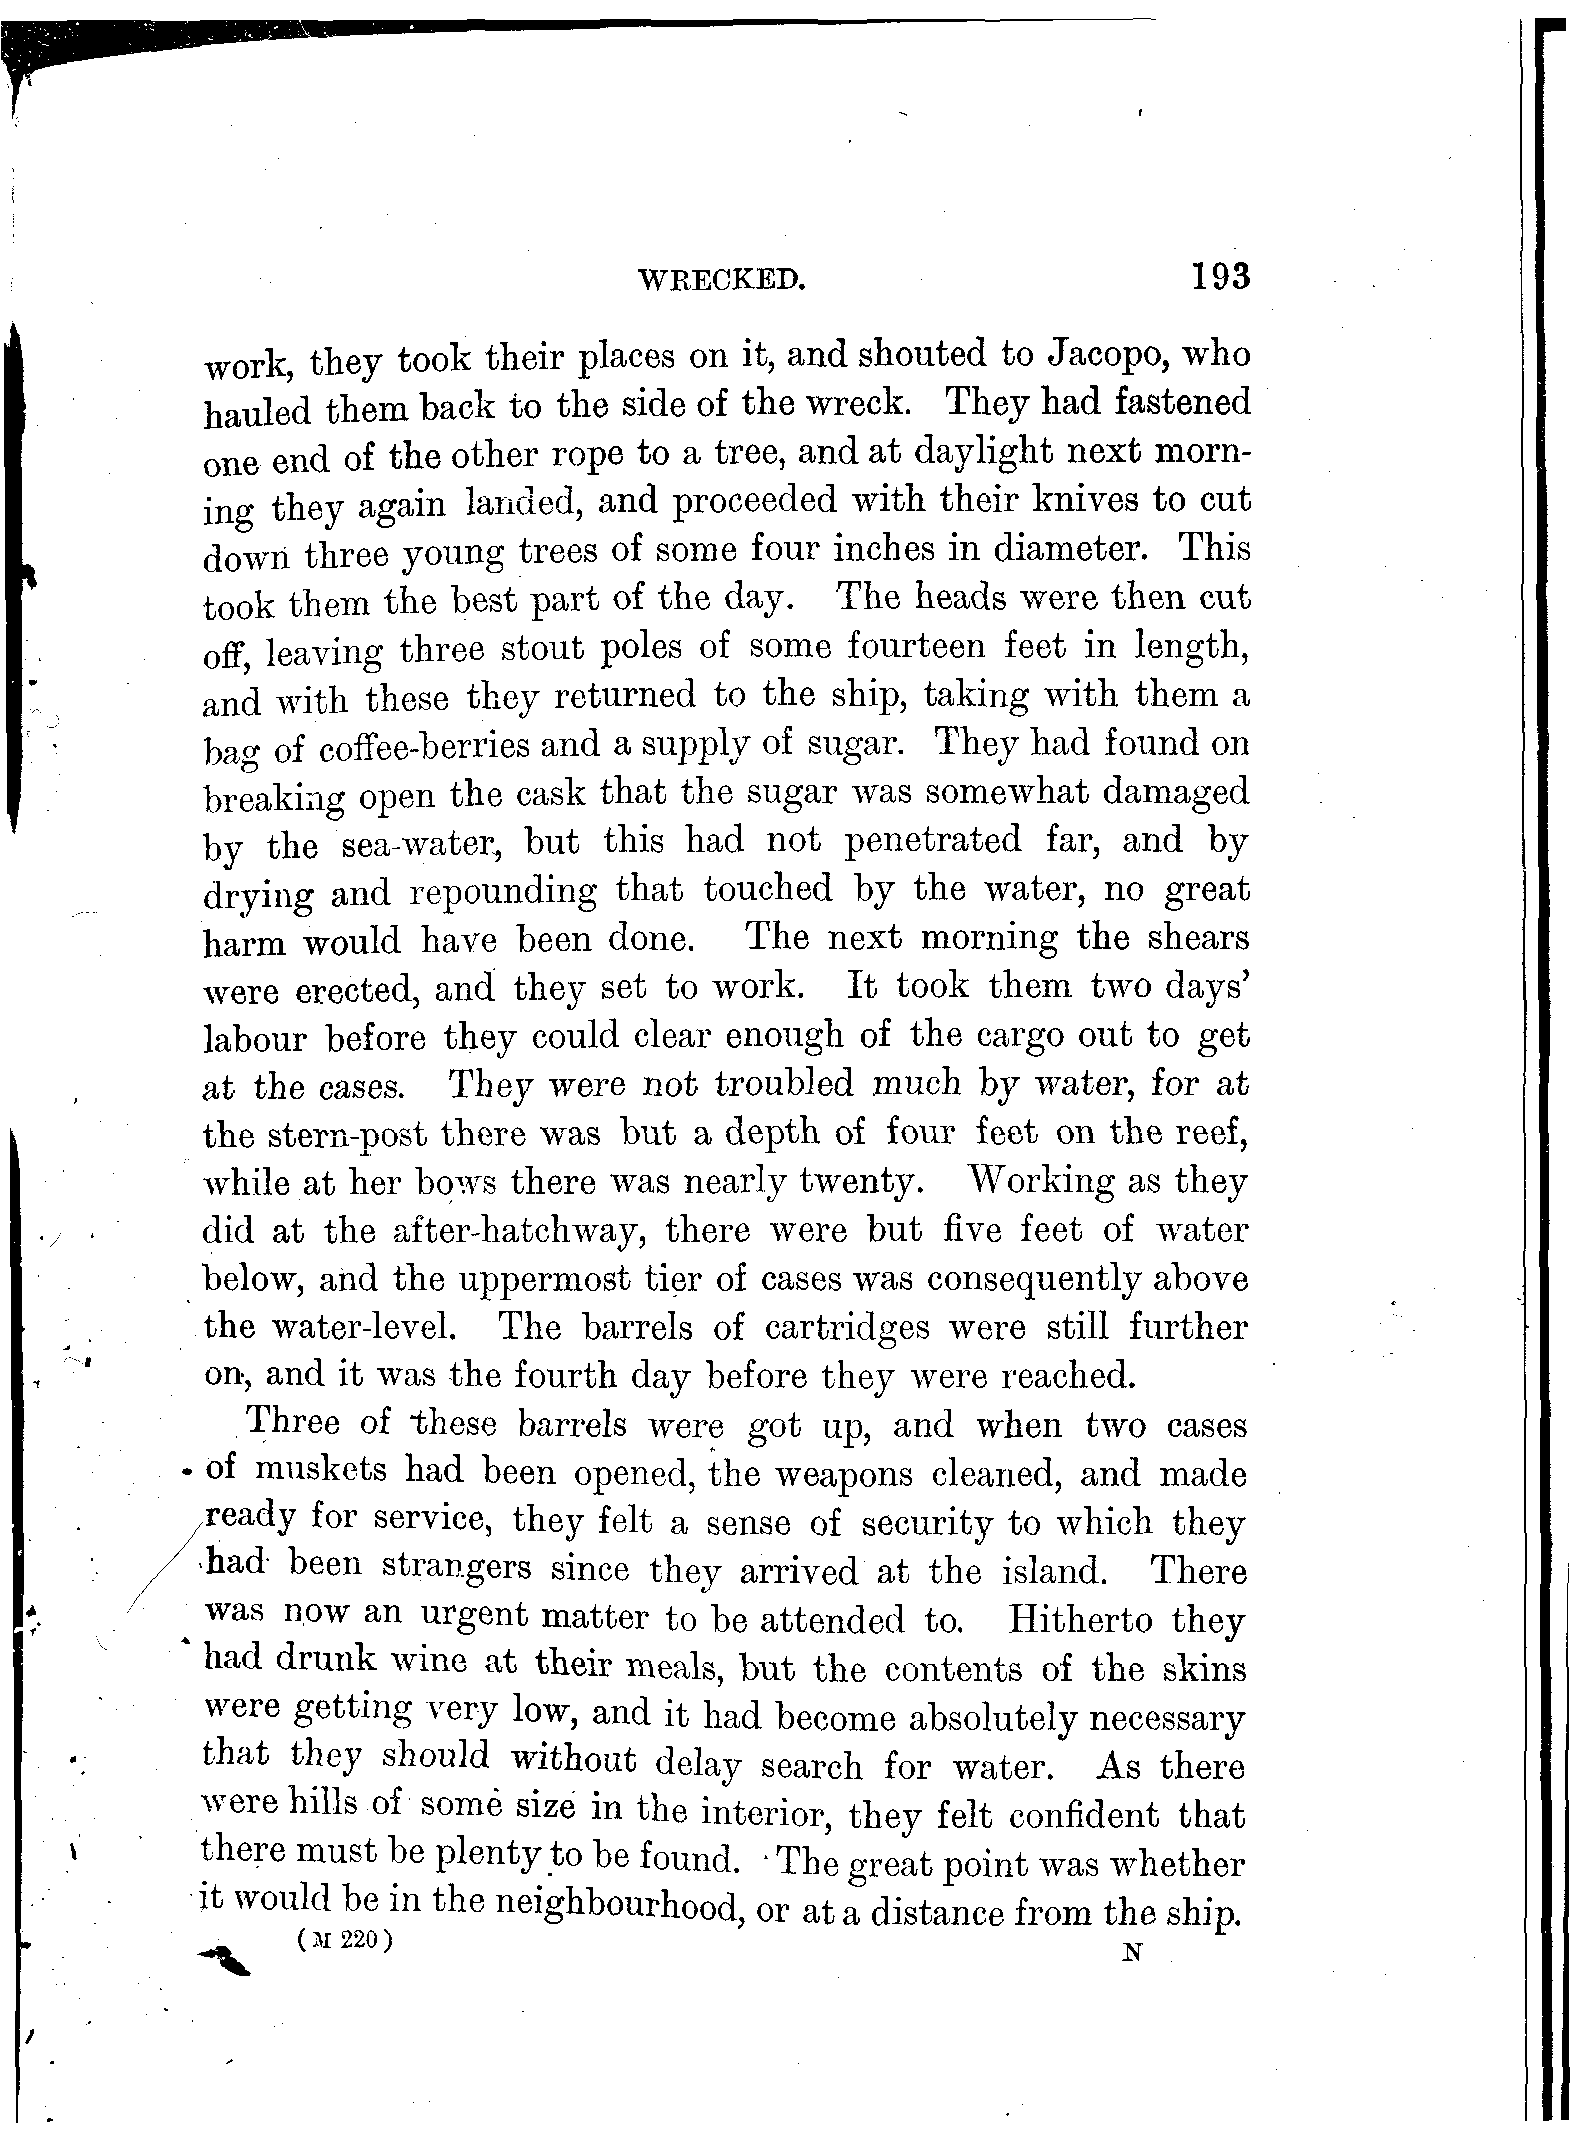 WRECKED. 193
work, they took their places on it, and shouted to Jacopo, who
hauled them back to the side of the wreck. They had fastened
one end of the other rope to a tree, and at daylight next morn-
ing they again landed, and proceeded with their knives to cut
down three young trees of some four inches in diameter. This
took them the best part of the day. The heads were then cut
off, leaving three stout poles of some fourteen feet in length,
and with these they returned to the ship, taking with them a
bag of coffee-berries and a supply of sugar. They had found on
breaking open the cask that the sugar was somewhat damaged
by the sea-water, but this had not penetrated far, and by
drying and repounding that touched by the water, no great
harm would have been done. The next morning the shears
were erected, and they set to work. It took them two days'
labour before they could clear enough of the cargo out to get
at the cases. They were not troubled much by water, for at
the stern-post there was but a depth of four feet on the reef,
while at her bows there was nearly twenty. Working as they
did at the after-hatchway, there were but five feet of water
below, and the uppermost tier of cases was consequently above
the water-level. The barrels of cartridges were still further
on, and it was the fourth day before they were reached.
Three of these barrels were got up, and when two cases
of muskets had been opened, the weapons cleaned, and made
ready for service, they felt a sense of security to which they
had been strangers since they arrived at the island. There
was now an urgent matter to be attended to. Hitherto they
had drunk wine at their meals, but the contents of the skins
were getting very low, and it had become absolutely necessary
that they should without delay search for water. As there
were hills of some size in the interior, they felt confident that
there must be plenty to be found. The great point was whether
it would be in the neighbourhood, or at a distance from the ship.
(M 220) N